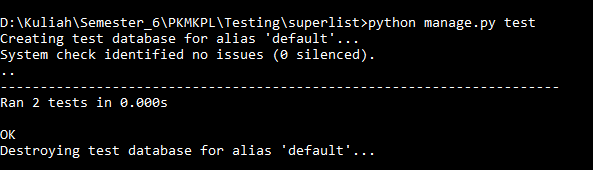 D:\Kuliah\Semester_6\PKMKPL\Testing\superlist>python manage.py test
Creating test database for alias 'default'...
System check identified no issues (0 silenced).
..
----------------------------------------------------------------------
Ran 2 tests in 0.000s
OK
Destroying test database for alias 'default'...